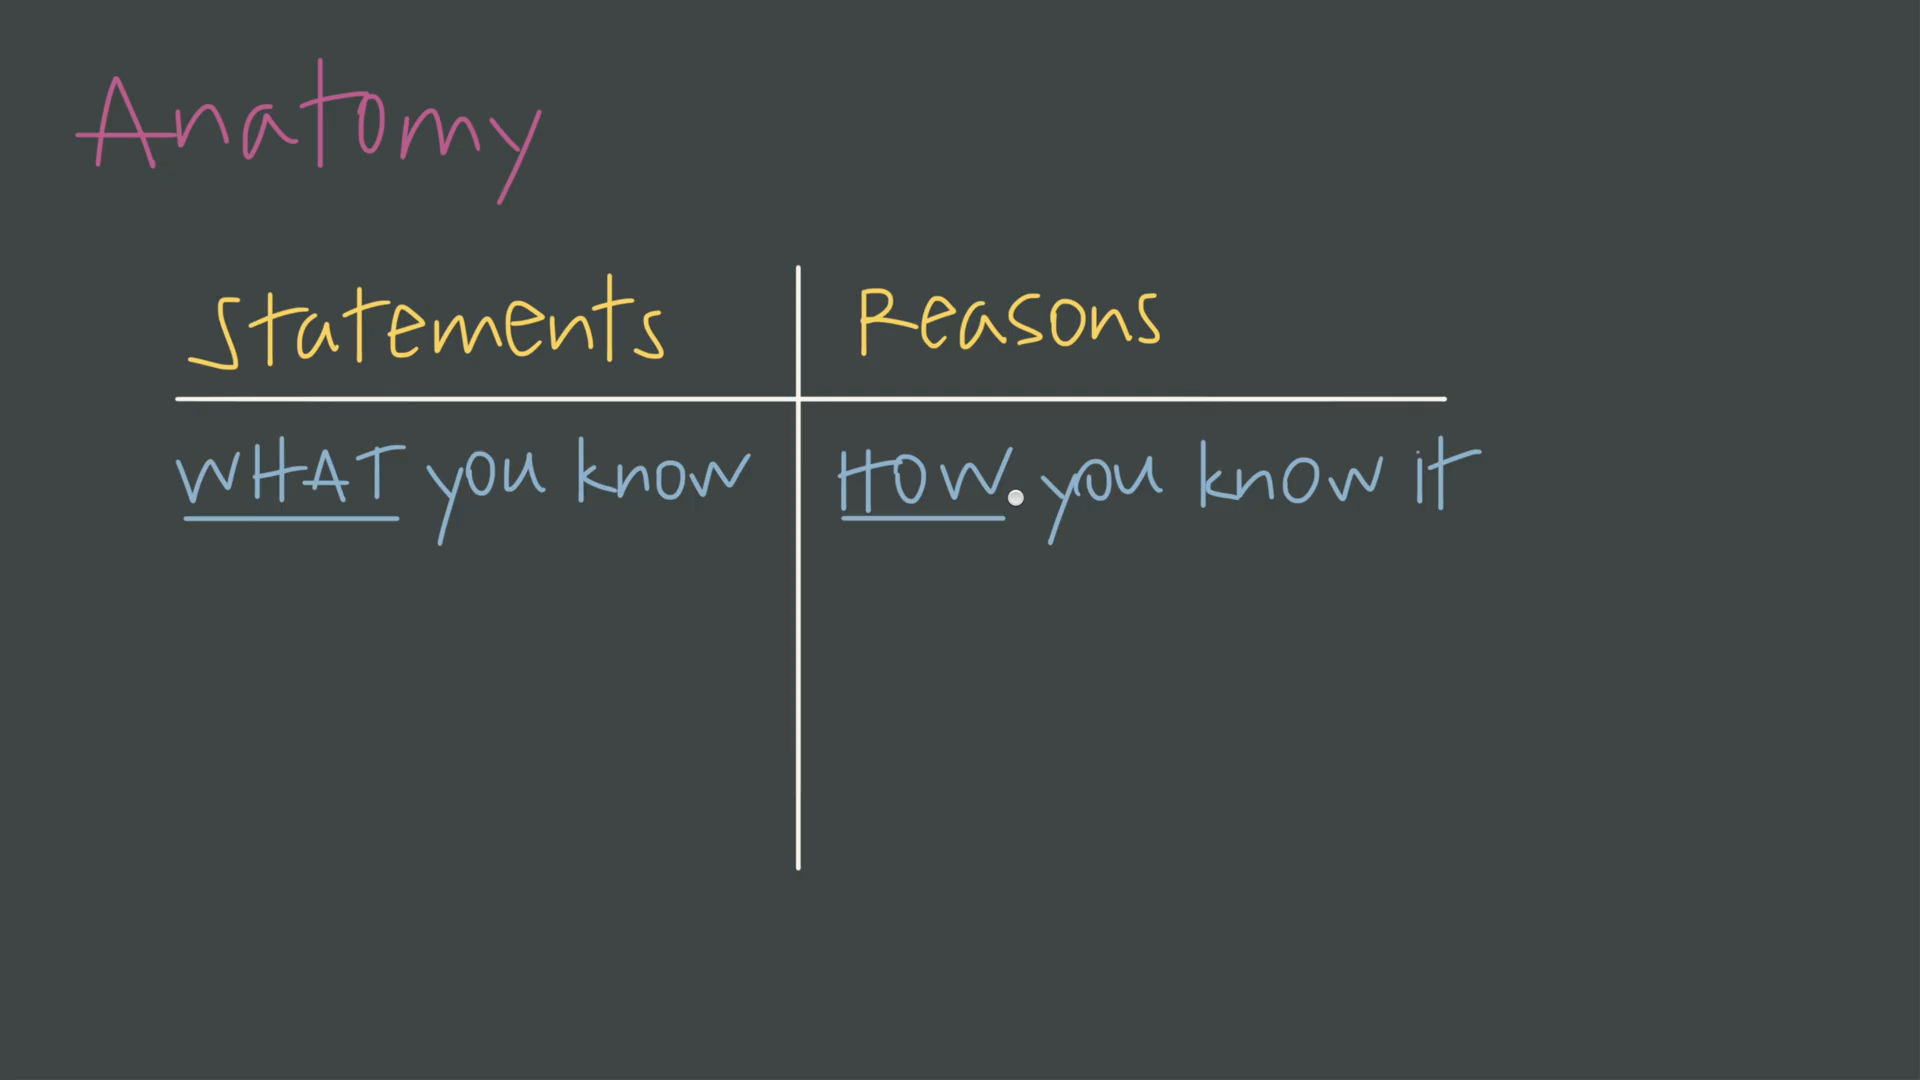 Anatomy
Statements
Reasons
WHAT you know
HOW you know it